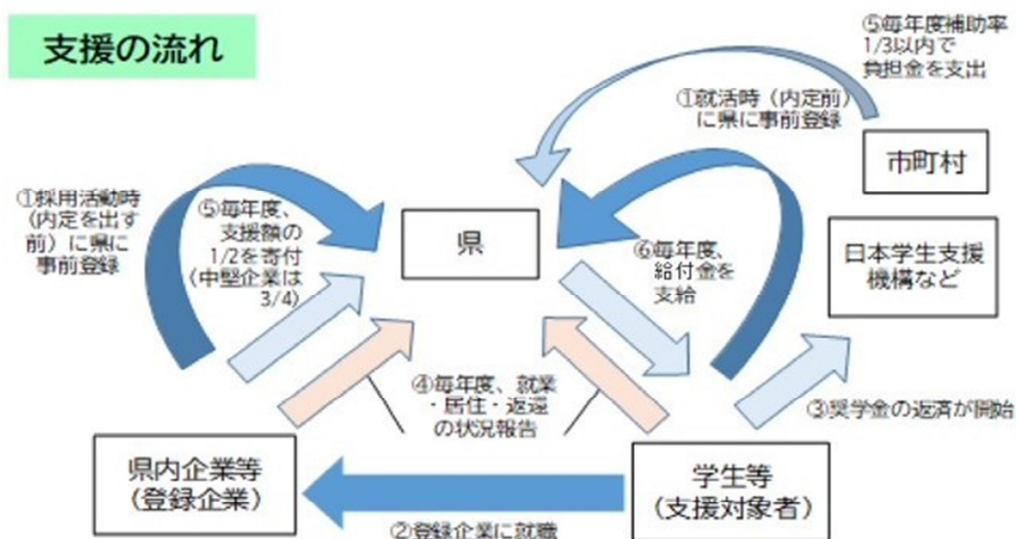 支援の流れ
⑤毎年度補助率
1/3以内で
負担金を支出
①就活時（内定前）
に県に事前登録
市町村
①採用活動時
（内定を出す
前）に県に
事前登録
⑤毎年度、
支援額の
1/2を寄付
（中堅企業は
3/4）
県
⑥毎年度、
給付金を
支給
日本学生支援
機構など
④毎年度、就業
・居住・返還
の状況報告
③奨学金の返済が開始
県内企業等
（登録企業）
学生等
（支援対象者）
②登録企業に就職